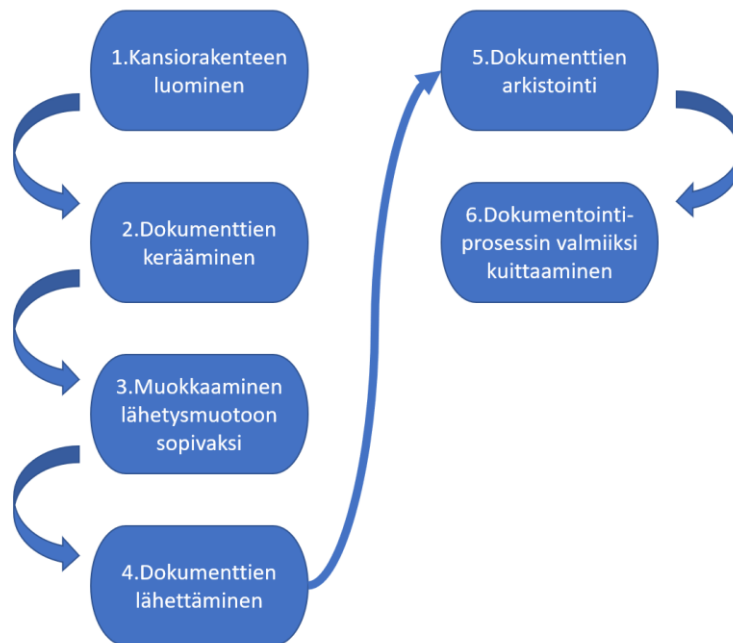 1.Kansiorakenteen
luominen
2.Dokumenttien
kerääminen
3.Muokkaaminen
lähetysmuotoon
sopivaksi
4.Dokumenttien
lähettäminen
5.Dokumenttien
arkistointi
6.Dokumentointi-
prosessin valmiiksi
kuittaaminen